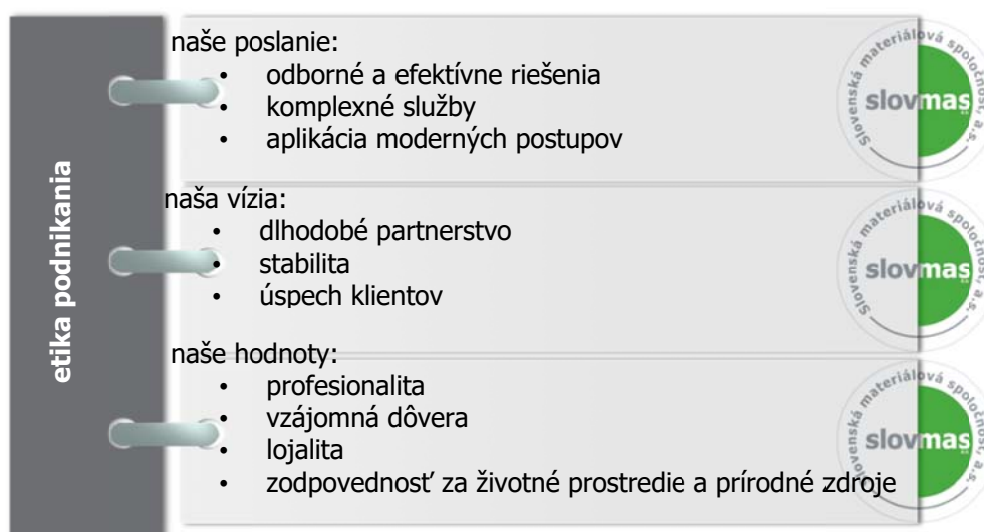 etika podnikania
naše poslanie:
• odborné a efektívne riešenia
• komplexné služby
• aplikácia moderných postupov
Slovenská materiálová spoločnosť, a.s.
slovmas
naša vízia:
• dlhodobé partnerstvo
• stabilita
• úspech klientov
Slovenská materiálová spoločnosť, a.s.
slovmas
naše hodnoty:
• profesionalita
• vzájomná dôvera
• lojalita
• zodpovednosť za životné prostredie a prírodné zdroje
Slovenská materiálová spoločnosť, a.s.
slovmas